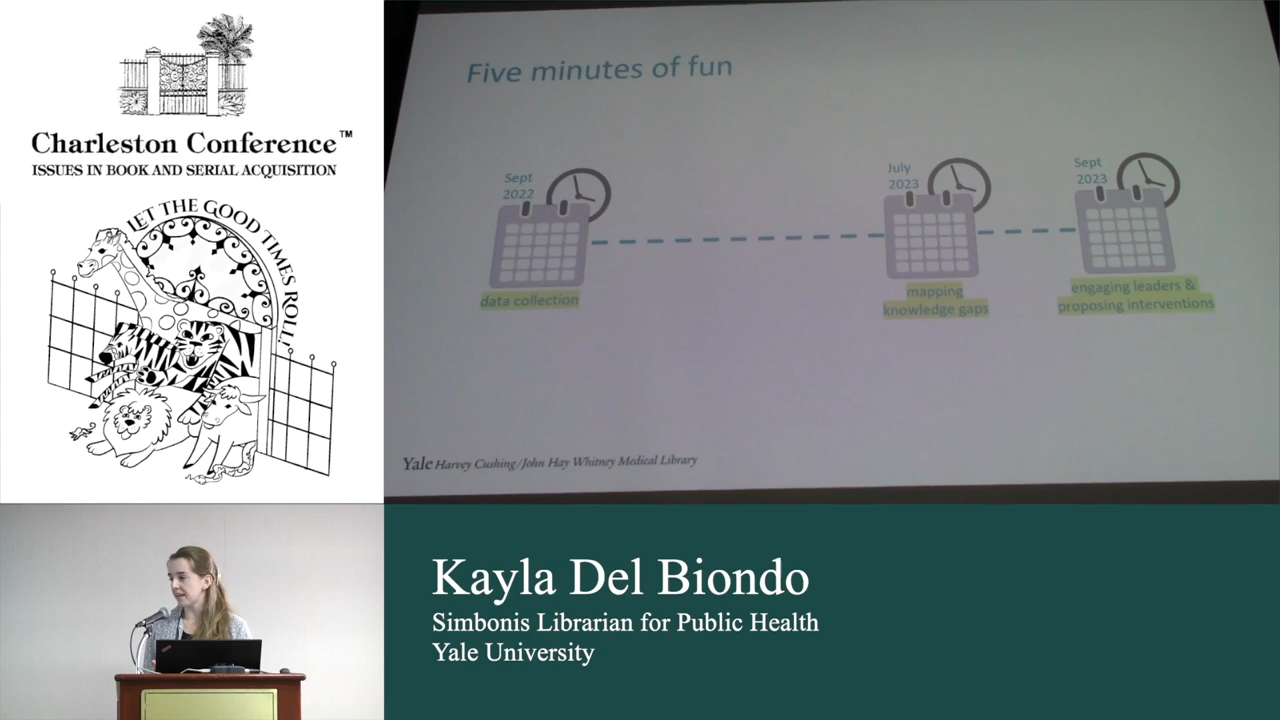 Charleston Conference™
ISSUES IN BOOK AND SERIAL ACQUISITION
LET THE GOOD TIMES ROLL!
Five minutes of fun
Sept
2022
data collection
July
2023
mapping
knowledge gaps
Sept
2023
engaging leaders &
proposing interventions
Yale Harvey Cushing/John Hay Whitney Medical Library
Kayla Del Biondo
Simbonis Librarian for Public Health
Yale University